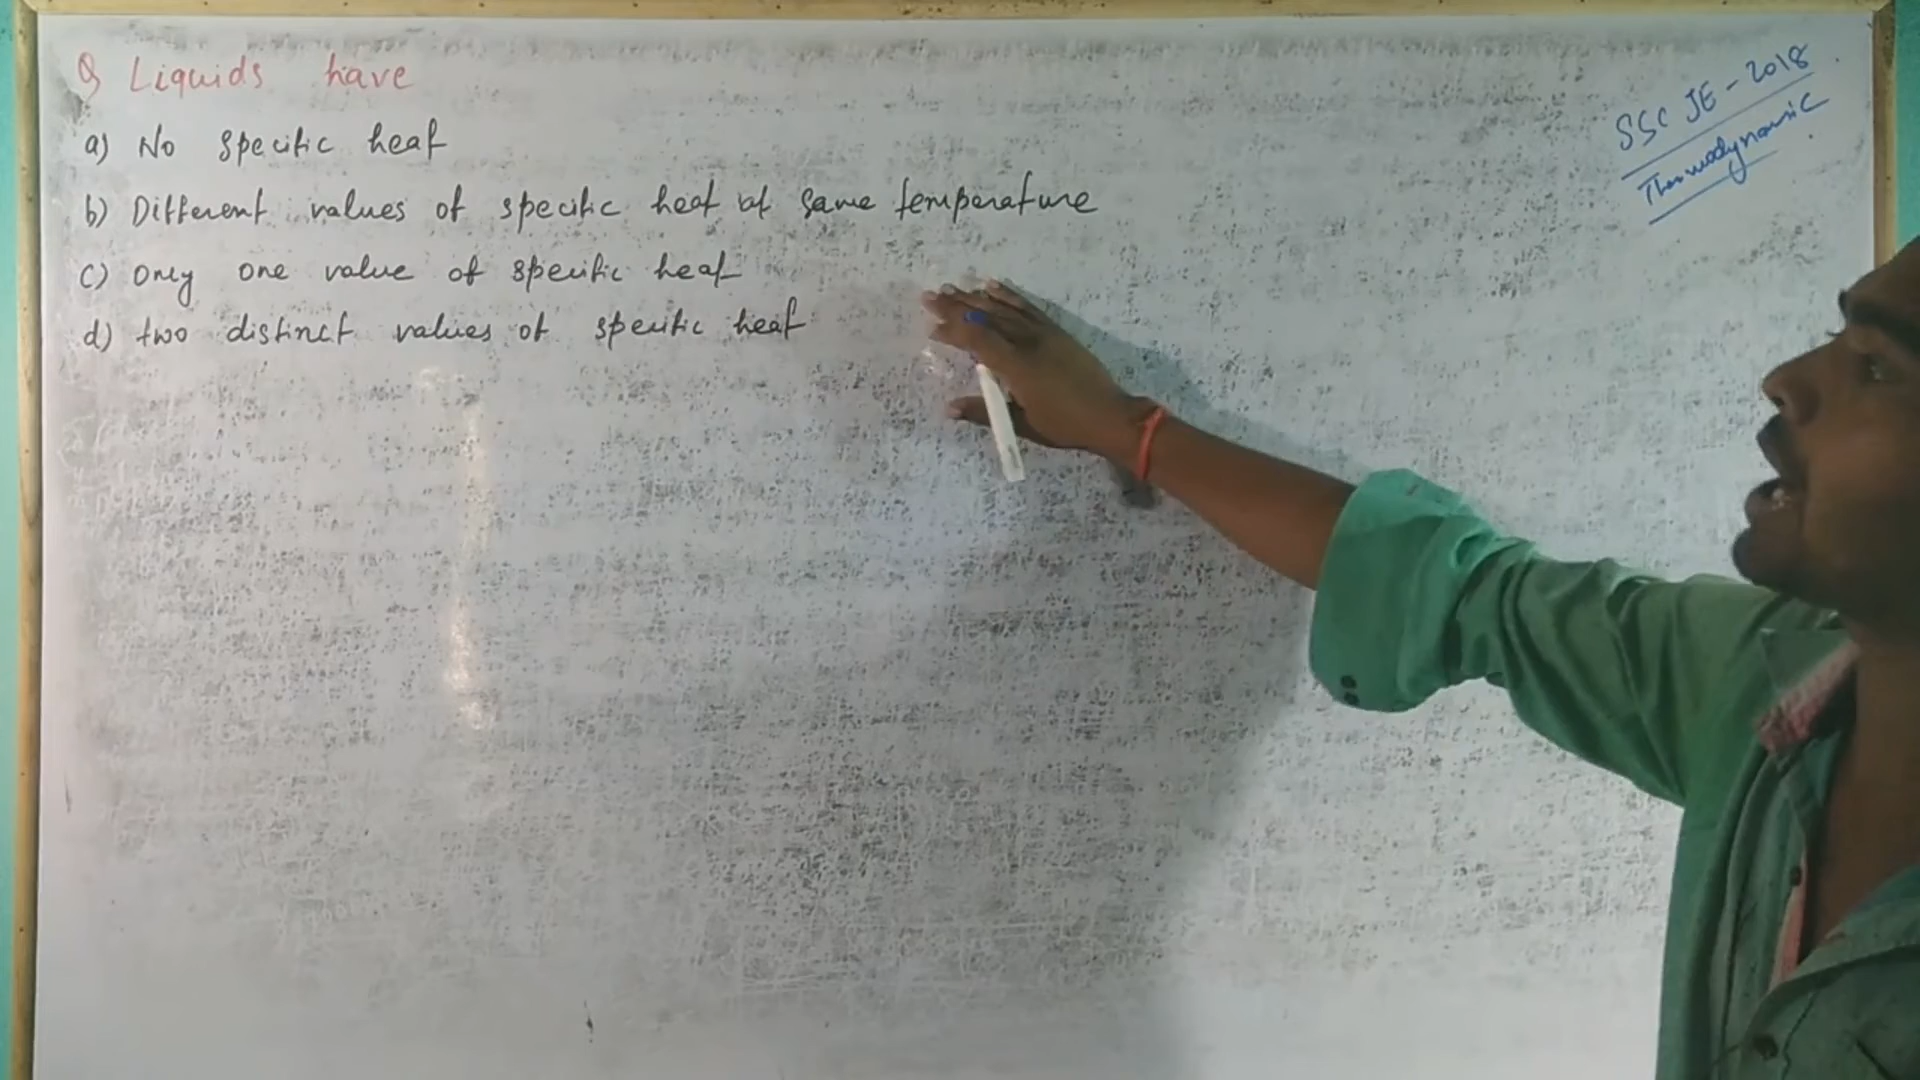 Q Liquids have
a) No specific heat
b) Different values of specific heat at same temperature
c) only one value of specific heat
d) two distinct values of specific heat
SSC JE - 2018
Thermodynamic